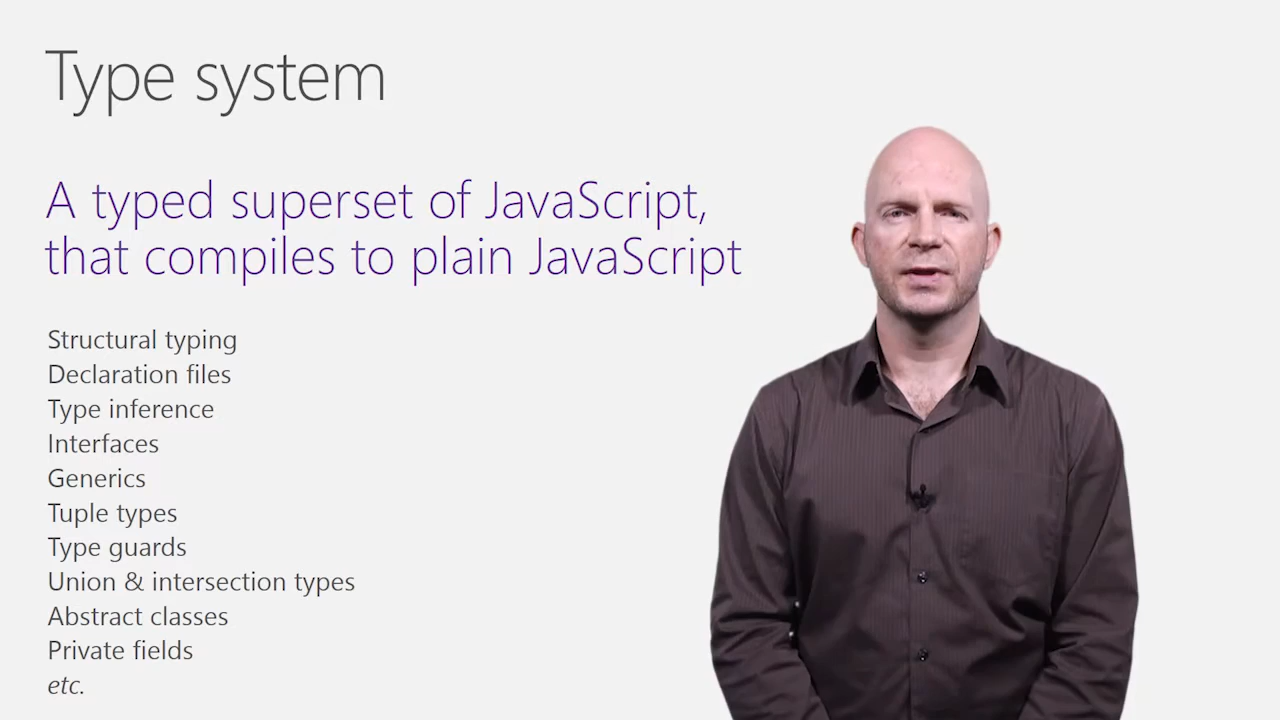 Type system
A typed superset of JavaScript,
that compiles to plain JavaScript
Structural typing
Declaration files
Type inference
Interfaces
Generics
Tuple types
Type guards
Union & intersection types
Abstract classes
Private fields
etc.